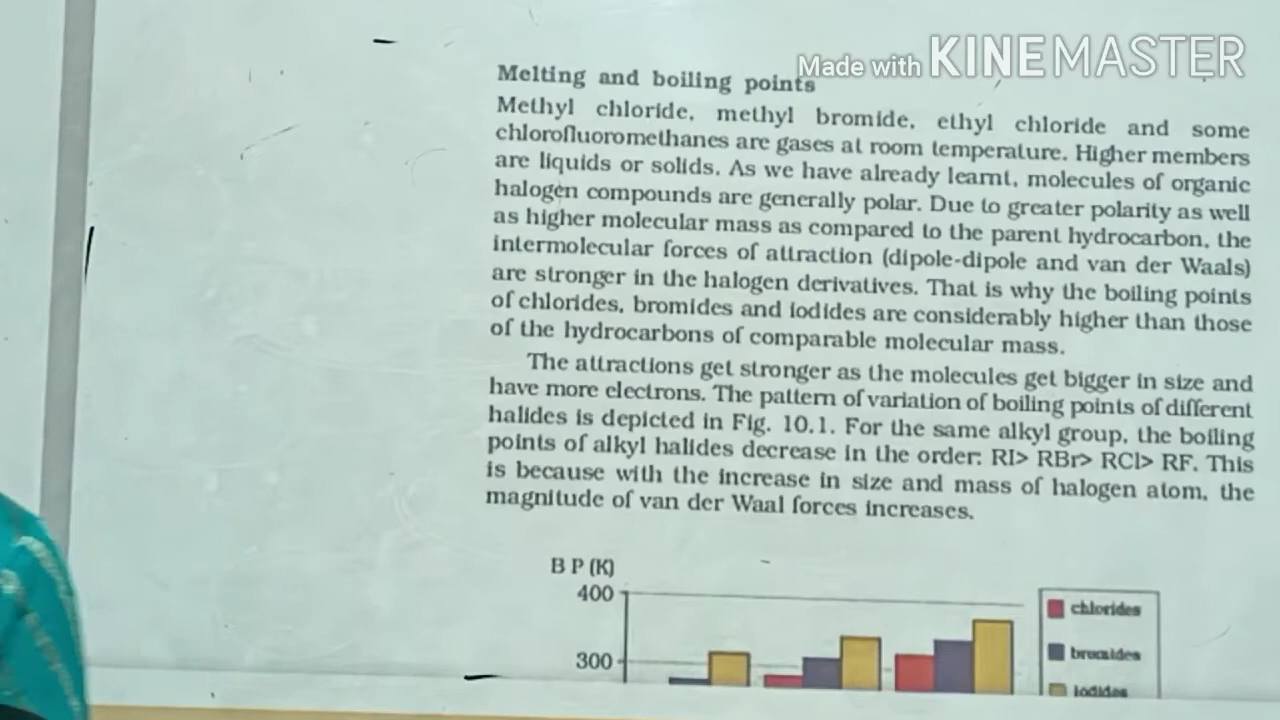 Made with KINEMASTER
Melting and boiling points
Methyl chloride, methyl bromide, ethyl chloride and some
chlorofluoromethanes are gases at room temperature. Higher members
are liquids or solids. As we have already learnt, molecules of organic
halogen compounds are generally polar. Due to greater polarity as well
as higher molecular mass as compared to the parent hydrocarbon, the
intermolecular forces of attraction (dipole-dipole and van der Waals)
are stronger in the halogen derivatives. That is why the boiling points
of chlorides, bromides and iodides are considerably higher than those
of the hydrocarbons of comparable molecular mass.
The attractions get stronger as the molecules get bigger in size and
have more electrons. The pattern of variation of boiling points of different
halides is depicted in Fig. 10.1. For the same alkyl group, the boiling
points of alkyl halides decrease in the order: RI> RBr> RCl> RF. This
is because with the increase in size and mass of halogen atom, the
magnitude of van der Waal forces increases.
B P (K)
400
300
chlorides
bromides
iodides